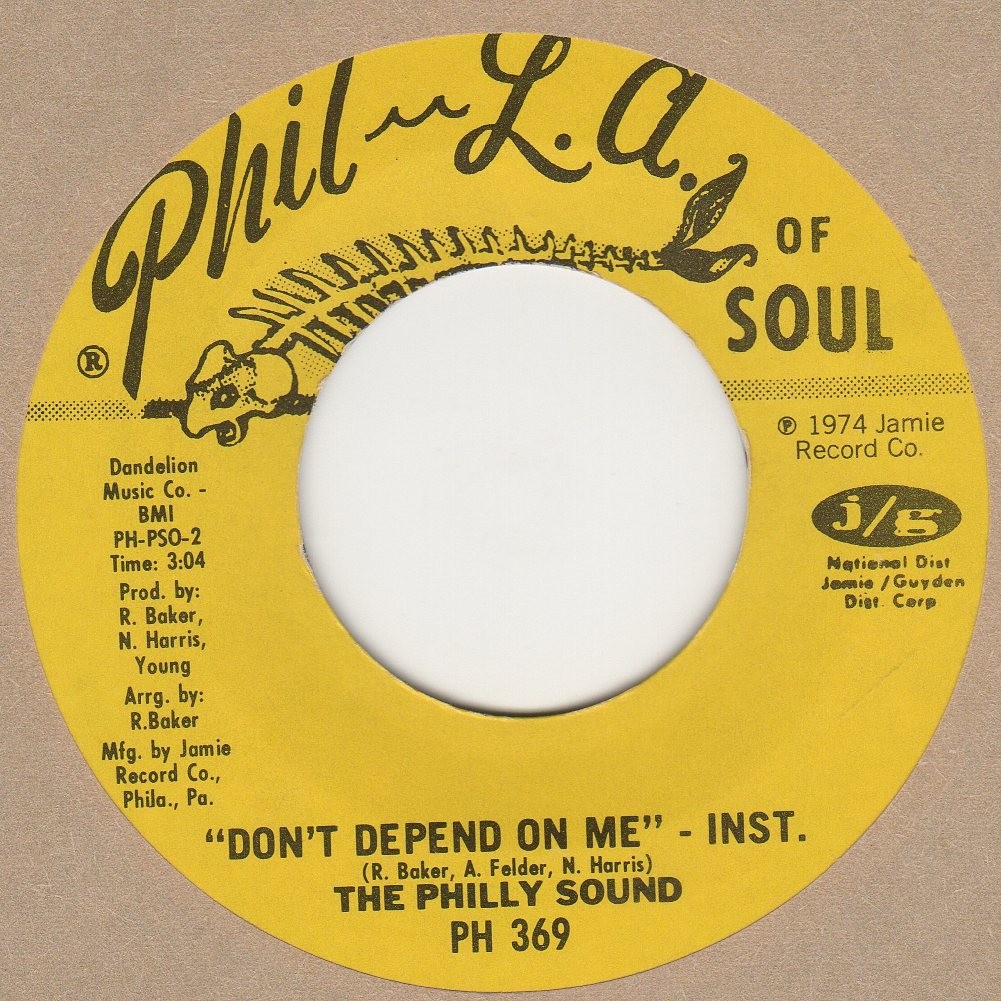 Phil-L.A.
OF
SOUL
®
℗ 1974 Jamie
Record Co.
j/g
National Dist
Jamie / Guyden
Dist. Corp
Dandelion
Music Co. -
BMI
PH-PSO-2
Time: 3:04
Prod. by:
R. Baker,
N. Harris,
Young
Arrg. by:
R.Baker
Mfg. by Jamie
Record Co.,
Phila., Pa.
"DON'T DEPEND ON ME" - INST.
(R. Baker, A. Felder, N. Harris)
THE PHILLY SOUND
PH 369